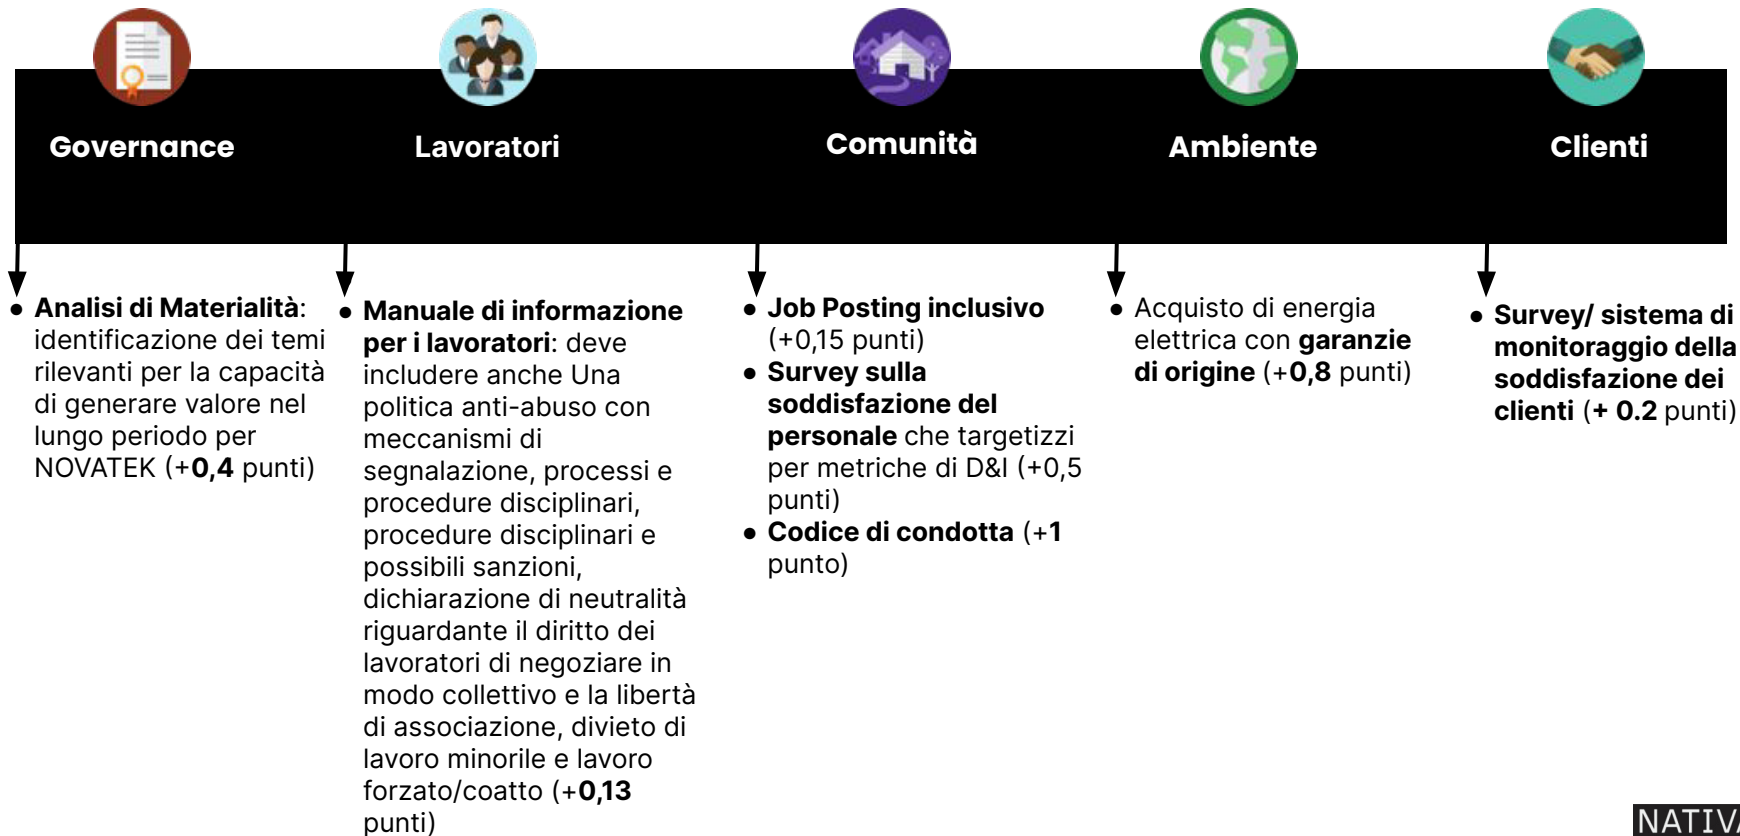 Governance
Lavoratori
Comunità
Ambiente
Clienti
● Analisi di Materialità:
identificazione dei temi
rilevanti per la capacità
di generare valore nel
lungo periodo per
NOVATEK (+0,4 punti)
● Manuale di informazione
per i lavoratori: deve
includere anche Una
politica anti-abuso con
meccanismi di
segnalazione, processi e
procedure disciplinari,
procedure disciplinari e
possibili sanzioni,
dichiarazione di neutralità
riguardante il diritto dei
lavoratori di negoziare in
modo collettivo e la libertà
di associazione, divieto di
lavoro minorile e lavoro
forzato/coatto (+0,13
punti)
● Job Posting inclusivo
(+0,15 punti)
● Survey sulla
soddisfazione del
personale che targetizzi
per metriche di D&I (+0,5
punti)
● Codice di condotta (+1
punto)
● Acquisto di energia
elettrica con garanzie
di origine (+0,8 punti)
● Survey/ sistema di
monitoraggio della
soddisfazione dei
clienti (+ 0.2 punti)
NATIVA